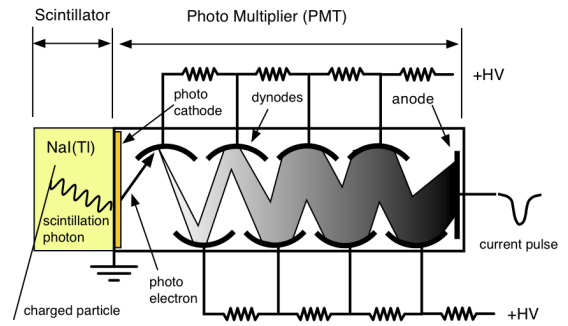 Scintillator
Photo Multiplier (PMT)
+HV
photo
cathode
dynodes
anode
NaI(Tl)
scintillation
photon
current pulse
photo
electron
charged particle
+HV